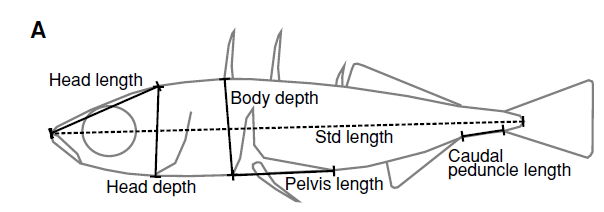 A
Head length
Body depth
Std length
Caudal
peduncle length
Head depth
Pelvis length